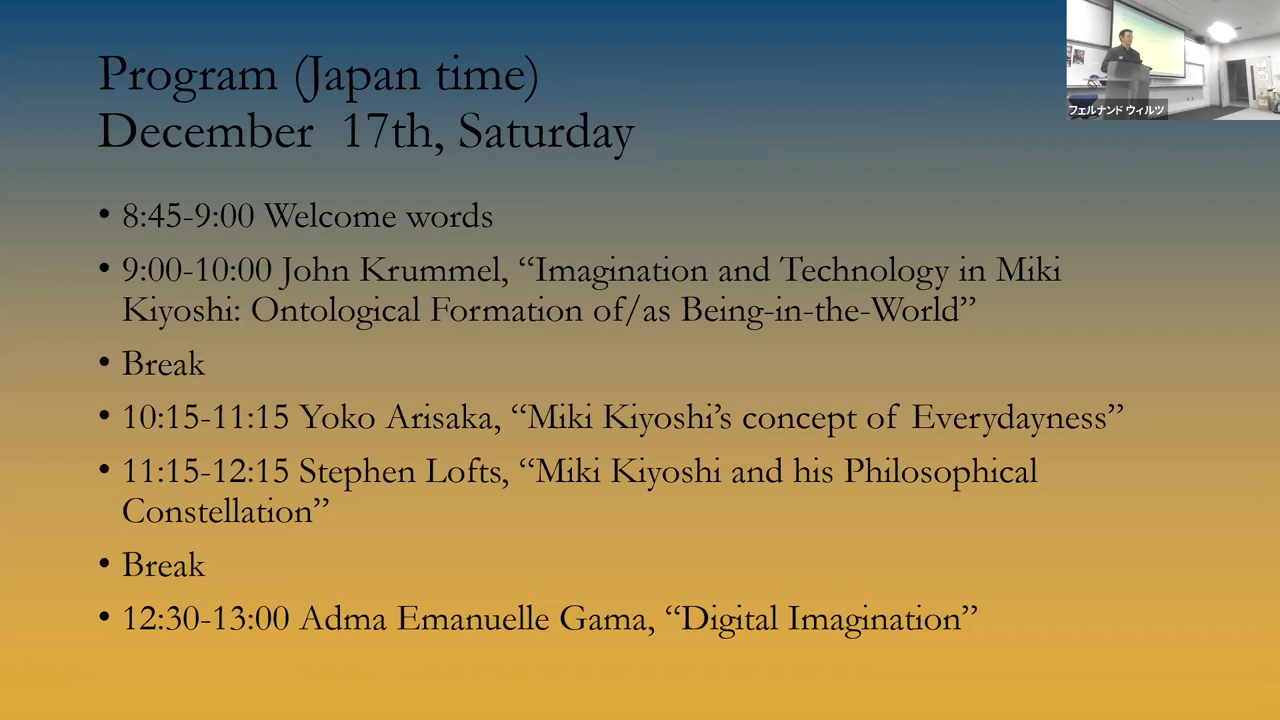 Program (Japan time)
December 17th, Saturday
フェルナンド ウィルツ
• 8:45-9:00 Welcome words
• 9:00-10:00 John Krummel, “Imagination and Technology in Miki
Kiyoshi: Ontological Formation of/as Being-in-the-World”
• Break
• 10:15-11:15 Yoko Arisaka, “Miki Kiyoshi’s concept of Everydayness”
• 11:15-12:15 Stephen Lofts, “Miki Kiyoshi and his Philosophical
Constellation”
• Break
• 12:30-13:00 Adma Emanuelle Gama, “Digital Imagination”